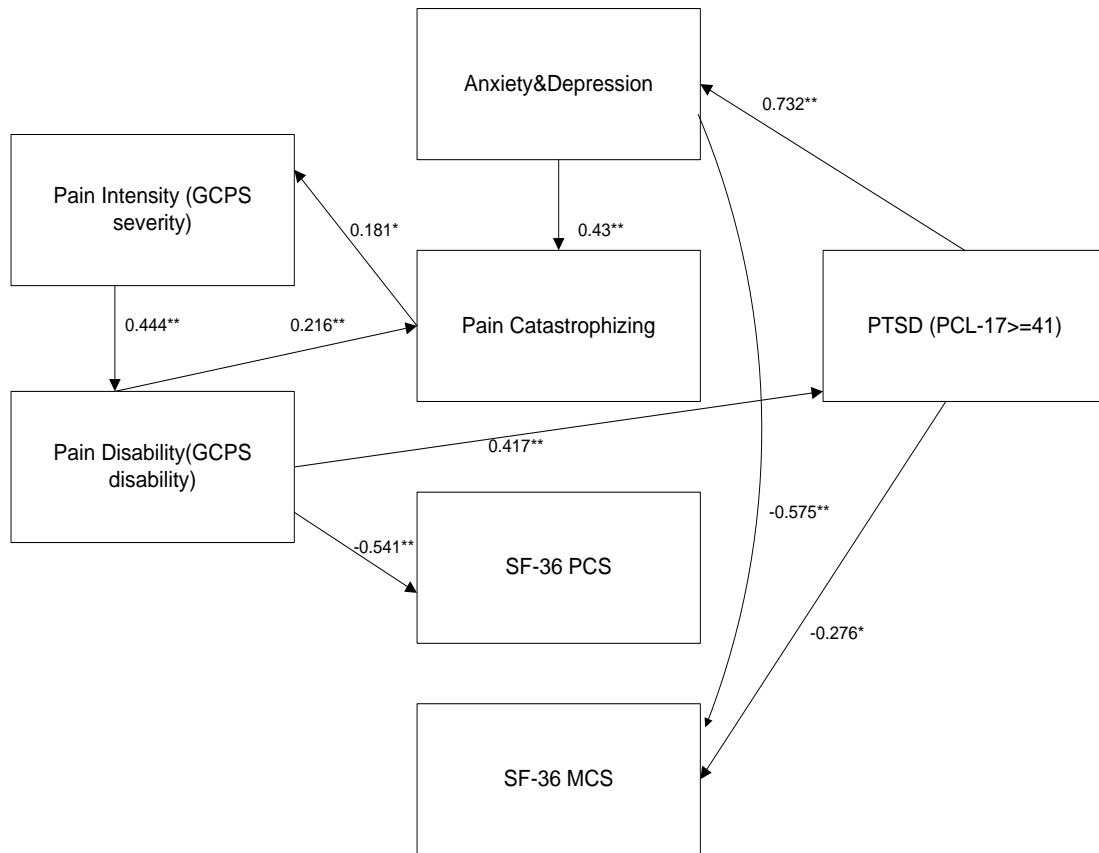 Anxiety&Depression
0.732**
Pain Intensity (GCPS
severity)
0.181*
0.43**
0.444**
0.216**
Pain Catastrophizing
PTSD (PCL-17>=41)
Pain Disability(GCPS
disability)
0.417**
-0.541**
-0.575**
SF-36 PCS
-0.276*
SF-36 MCS